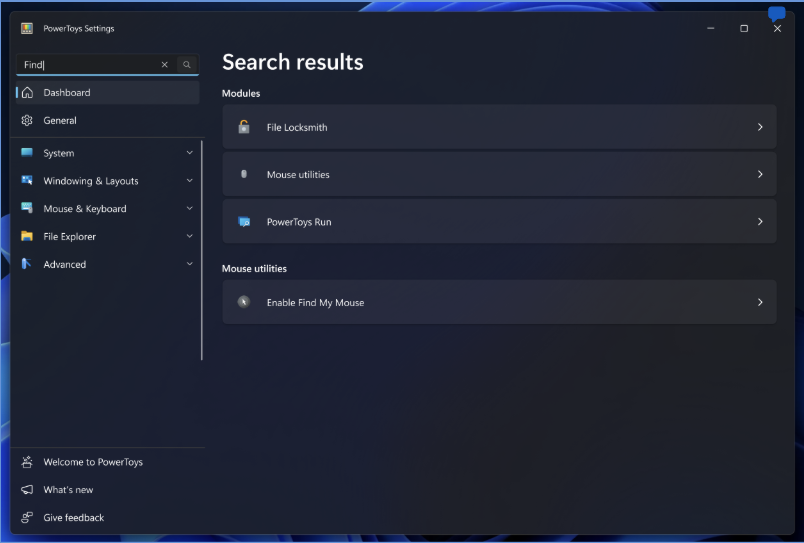 PowerToys Settings
Find
Dashboard
General
System
Windowing & Layouts
Mouse & Keyboard
File Explorer
Advanced
Welcome to PowerToys
What's new
Give feedback
Search results
Modules
File Locksmith
Mouse utilities
PowerToys Run
Mouse utilities
Enable Find My Mouse